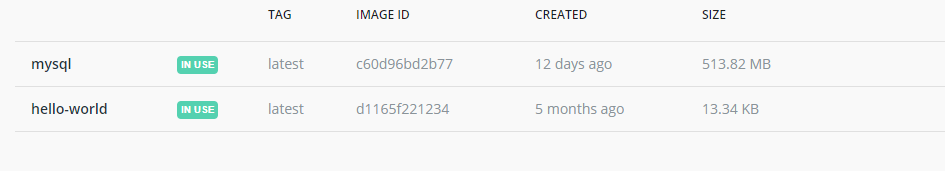 TAG IMAGE ID CREATED SIZE
mysql IN USE latest c60d96bd2b77 12 days ago 513.82 MB
hello-world IN USE latest d1165f221234 5 months ago 13.34 KB